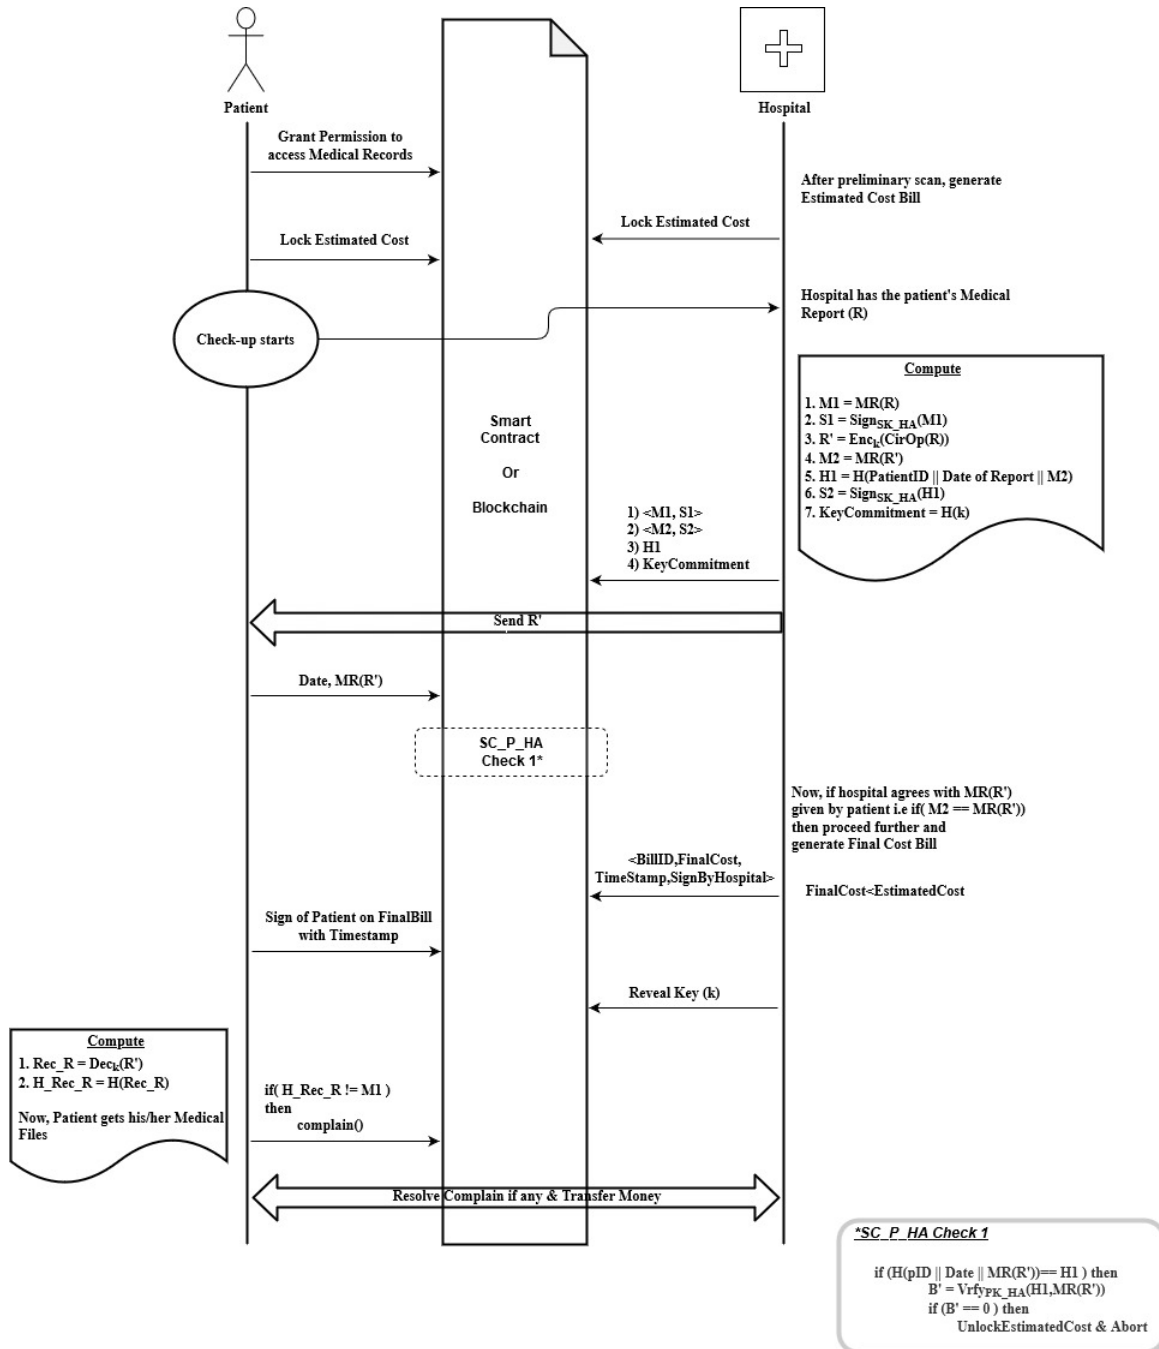 Patient
Hospital
Grant Permission to
access Medical Records
After preliminary scan, generate
Estimated Cost Bill
Lock Estimated Cost
Lock Estimated Cost
Hospital has the patient's Medical
Report (R)
Check-up starts
Compute
1. M1 = MR(R)
2. S1 = SignSK_HA(M1)
3. R' = Enck(CirOp(R))
4. M2 = MR(R')
5. H1 = H(PatientID || Date of Report || M2)
6. S2 = SignSK_HA(H1)
7. KeyCommitment = H(k)
Smart
Contract
Or
Blockchain
1) <M1, S1>
2) <M2, S2>
3) H1
4) KeyCommitment
Send R'
Date, MR(R')
SC_P_HA
Check 1*
Now, if hospital agrees with MR(R')
given by patient i.e if( M2 == MR(R'))
then proceed further and
generate Final Cost Bill
<BillID,FinalCost,
TimeStamp,SignByHospital>
FinalCost<EstimatedCost
Sign of Patient on FinalBill
with Timestamp
Reveal Key (k)
Compute
1. Rec_R = Deck(R')
2. H_Rec_R = H(Rec_R)
Now, Patient gets his/her Medical
Files
if( H_Rec_R != M1 )
then
complain()
Resolve Complain if any & Transfer Money
*SC_P_HA Check 1
if (H(pID || Date || MR(R'))== H1 ) then
B' = VrfyPK_HA(H1,MR(R'))
if (B' == 0 ) then
UnlockEstimatedCost & Abort